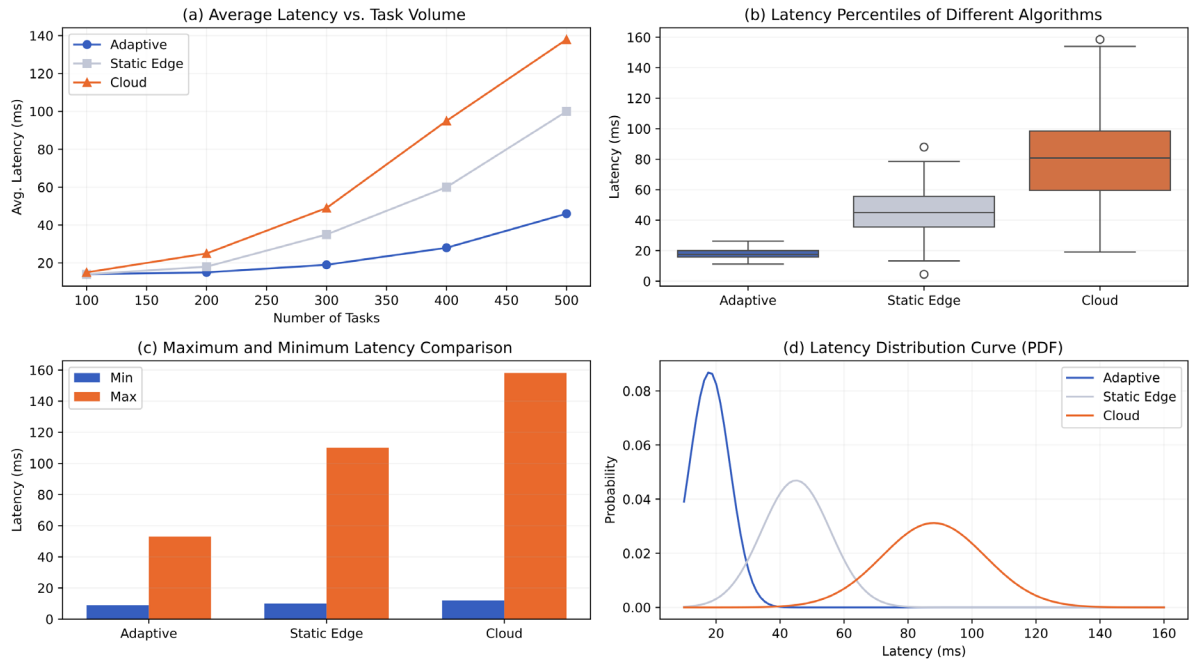 (a) Average Latency vs. Task Volume
140
120
100
80
60
40
20
Avg. Latency (ms)
Adaptive
Static Edge
Cloud
100 150 200 250 300 350 400 450 500
Number of Tasks
(b) Latency Percentiles of Different Algorithms
160
140
120
100
80
60
40
20
0
Latency (ms)
Adaptive Static Edge Cloud
(c) Maximum and Minimum Latency Comparison
160
140
120
100
80
60
40
20
0
Latency (ms)
Min
Max
Adaptive Static Edge Cloud
(d) Latency Distribution Curve (PDF)
0.08
0.06
0.04
0.02
0.00
Probability
Adaptive
Static Edge
Cloud
20 40 60 80 100 120 140 160
Latency (ms)